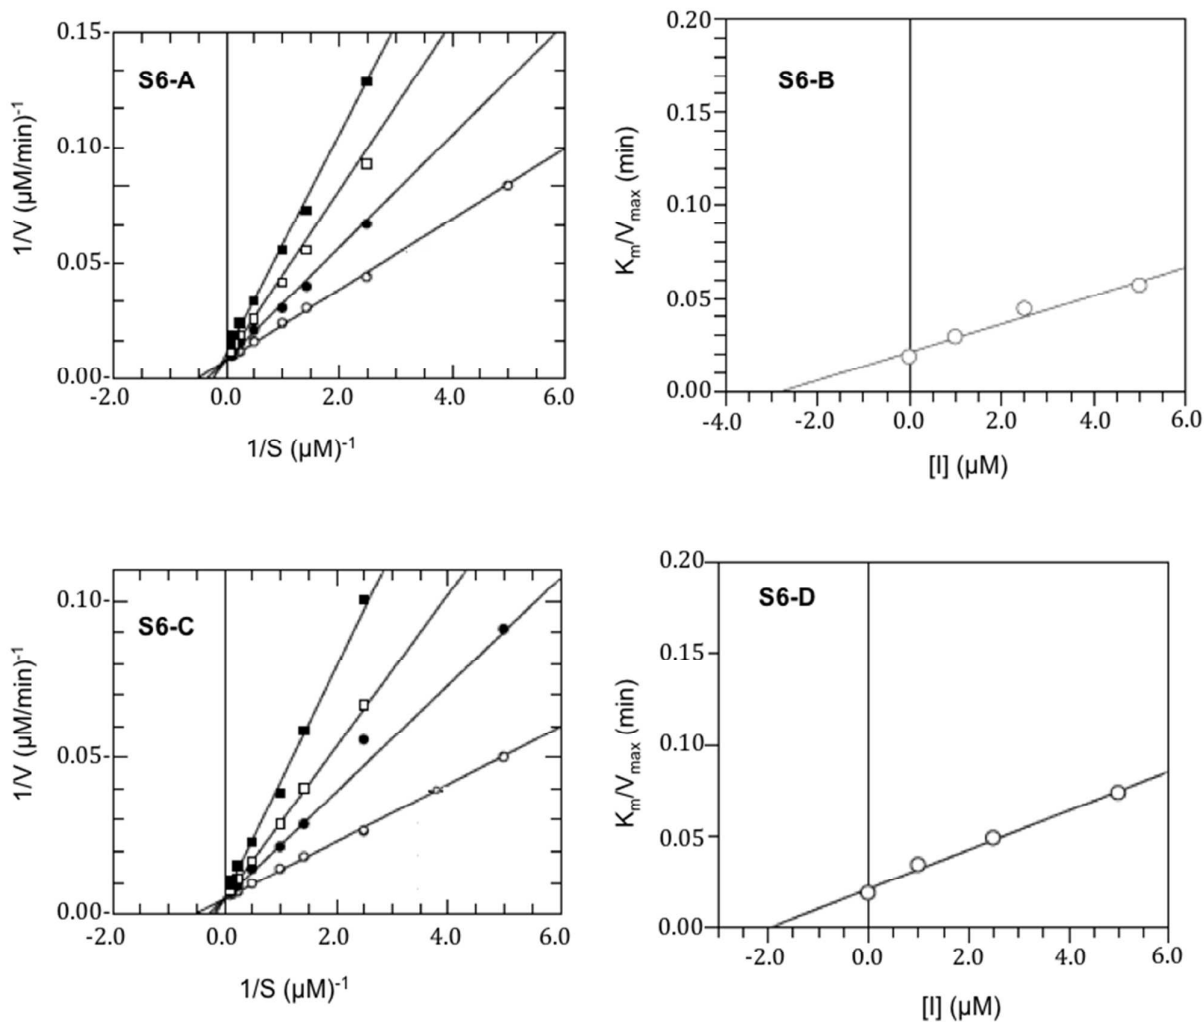 S6-A
1/V (µM/min)⁻¹
0.15
0.10
0.05
0.00
-2.0 0.0 2.0 4.0 6.0
1/S (µM)⁻¹
S6-B
Km/Vmax (min)
0.20
0.15
0.10
0.05
0.00
-4.0 -2.0 0.0 2.0 4.0 6.0
[I] (µM)
S6-C
1/V (µM/min)⁻¹
0.10
0.05
0.00
-2.0 0.0 2.0 4.0 6.0
1/S (µM)⁻¹
S6-D
Km/Vmax (min)
0.20
0.15
0.10
0.05
0.00
-2.0 0.0 2.0 4.0 6.0
[I] (µM)